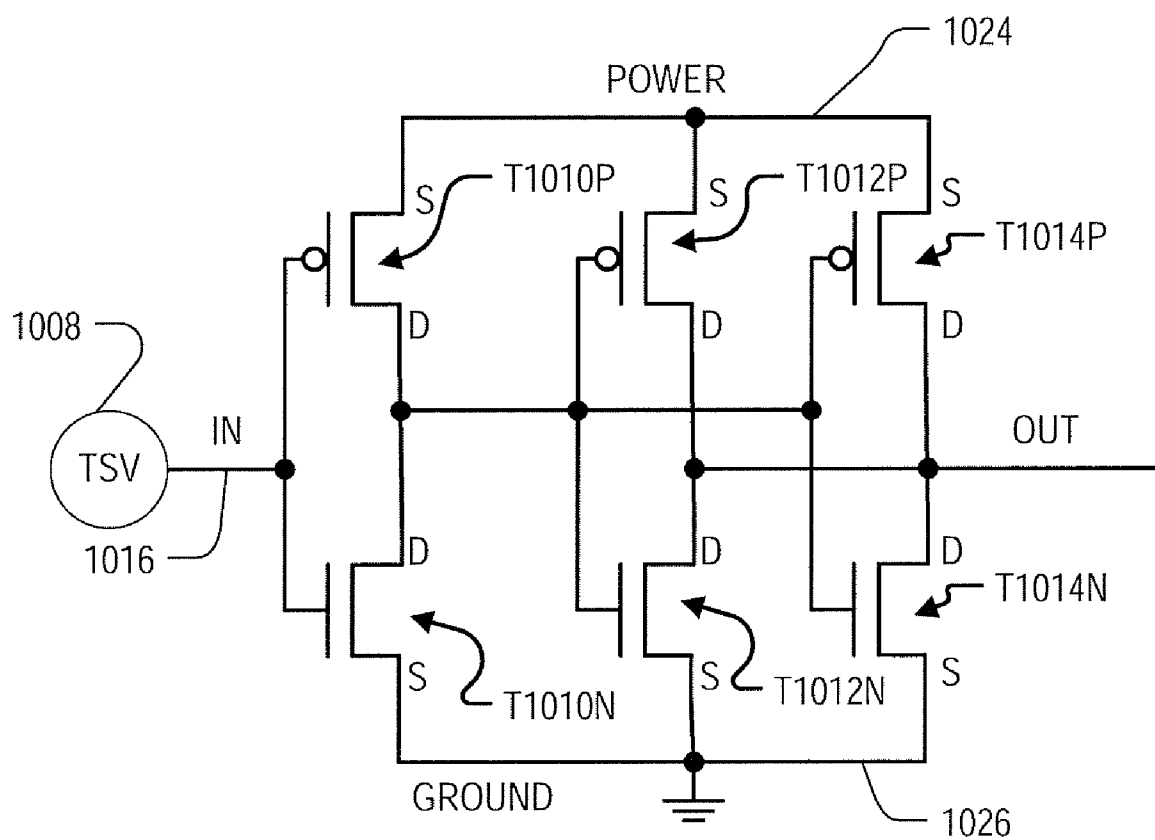 1024
POWER
T1010P
T1012P
S
S
S
T1014P
D
D
D
1008
IN
OUT
TSV
1016
D
D
D
T1014N
S
S
S
T1010N
T1012N
GROUND
1026